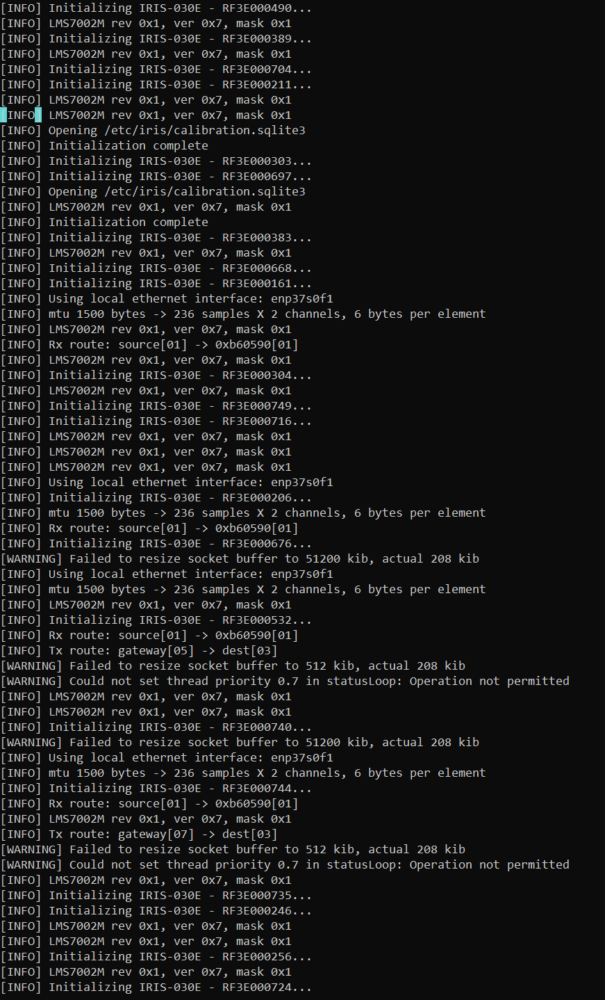 [INFO] Initializing IRIS-030E - RF3E000490...
[INFO] LMS7002M rev 0x1, ver 0x7, mask 0x1
[INFO] Initializing IRIS-030E - RF3E000389...
[INFO] LMS7002M rev 0x1, ver 0x7, mask 0x1
[INFO] Initializing IRIS-030E - RF3E000704...
[INFO] Initializing IRIS-030E - RF3E000211...
[INFO] LMS7002M rev 0x1, ver 0x7, mask 0x1
[INFO] LMS7002M rev 0x1, ver 0x7, mask 0x1
[INFO] Opening /etc/iris/calibration.sqlite3
[INFO] Initialization complete
[INFO] Initializing IRIS-030E - RF3E000303...
[INFO] Initializing IRIS-030E - RF3E000697...
[INFO] Opening /etc/iris/calibration.sqlite3
[INFO] LMS7002M rev 0x1, ver 0x7, mask 0x1
[INFO] Initialization complete
[INFO] Initializing IRIS-030E - RF3E000383...
[INFO] LMS7002M rev 0x1, ver 0x7, mask 0x1
[INFO] Initializing IRIS-030E - RF3E000668...
[INFO] Initializing IRIS-030E - RF3E000161...
[INFO] Using local ethernet interface: enp37s0f1
[INFO] mtu 1500 bytes -> 236 samples X 2 channels, 6 bytes per element
[INFO] LMS7002M rev 0x1, ver 0x7, mask 0x1
[INFO] Rx route: source[01] -> 0xb60590[01]
[INFO] LMS7002M rev 0x1, ver 0x7, mask 0x1
[INFO] Initializing IRIS-030E - RF3E000304...
[INFO] LMS7002M rev 0x1, ver 0x7, mask 0x1
[INFO] Initializing IRIS-030E - RF3E000749...
[INFO] Initializing IRIS-030E - RF3E000716...
[INFO] LMS7002M rev 0x1, ver 0x7, mask 0x1
[INFO] LMS7002M rev 0x1, ver 0x7, mask 0x1
[INFO] LMS7002M rev 0x1, ver 0x7, mask 0x1
[INFO] Using local ethernet interface: enp37s0f1
[INFO] Initializing IRIS-030E - RF3E000206...
[INFO] mtu 1500 bytes -> 236 samples X 2 channels, 6 bytes per element
[INFO] Rx route: source[01] -> 0xb60590[01]
[INFO] Initializing IRIS-030E - RF3E000676...
[WARNING] Failed to resize socket buffer to 51200 kib, actual 208 kib
[INFO] Using local ethernet interface: enp37s0f1
[INFO] mtu 1500 bytes -> 236 samples X 2 channels, 6 bytes per element
[INFO] LMS7002M rev 0x1, ver 0x7, mask 0x1
[INFO] Initializing IRIS-030E - RF3E000532...
[INFO] Rx route: source[01] -> 0xb60590[01]
[INFO] Tx route: gateway[05] -> dest[03]
[WARNING] Failed to resize socket buffer to 512 kib, actual 208 kib
[WARNING] Could not set thread priority 0.7 in statusLoop: Operation not permitted
[INFO] LMS7002M rev 0x1, ver 0x7, mask 0x1
[INFO] LMS7002M rev 0x1, ver 0x7, mask 0x1
[INFO] Initializing IRIS-030E - RF3E000740...
[WARNING] Failed to resize socket buffer to 51200 kib, actual 208 kib
[INFO] Using local ethernet interface: enp37s0f1
[INFO] mtu 1500 bytes -> 236 samples X 2 channels, 6 bytes per element
[INFO] Initializing IRIS-030E - RF3E000744...
[INFO] Rx route: source[01] -> 0xb60590[01]
[INFO] LMS7002M rev 0x1, ver 0x7, mask 0x1
[INFO] Tx route: gateway[07] -> dest[03]
[WARNING] Failed to resize socket buffer to 512 kib, actual 208 kib
[WARNING] Could not set thread priority 0.7 in statusLoop: Operation not permitted
[INFO] LMS7002M rev 0x1, ver 0x7, mask 0x1
[INFO] Initializing IRIS-030E - RF3E000735...
[INFO] Initializing IRIS-030E - RF3E000246...
[INFO] LMS7002M rev 0x1, ver 0x7, mask 0x1
[INFO] LMS7002M rev 0x1, ver 0x7, mask 0x1
[INFO] Initializing IRIS-030E - RF3E000256...
[INFO] LMS7002M rev 0x1, ver 0x7, mask 0x1
[INFO] Initializing IRIS-030E - RF3E000724...